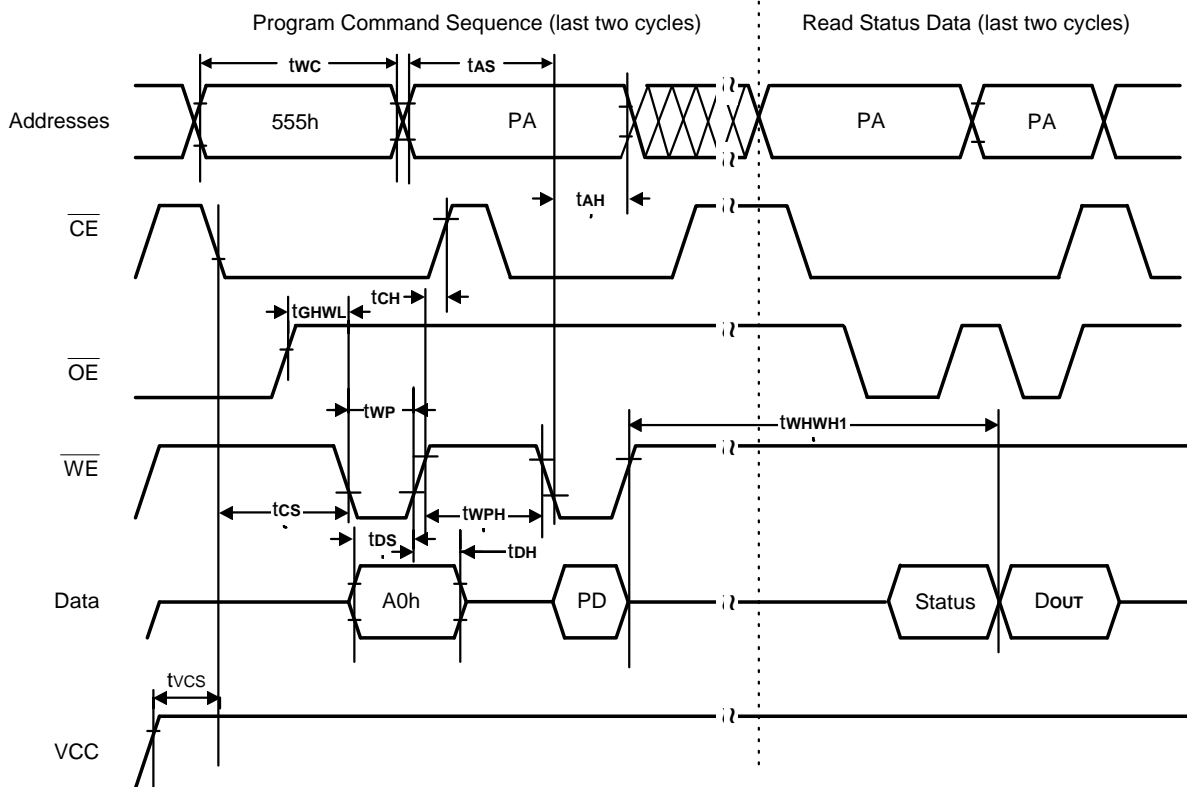 Program Command Sequence (last two cycles)
Read Status Data (last two cycles)
tWC
tAS
Addresses
555h
PA
PA
PA
tAH
CE
tCH
tGHWL
OE
tWP
tWHWH1
WE
tCS
tWPH
tDS
tDH
Data
A0h
PD
Status
DOUT
tVCS
VCC